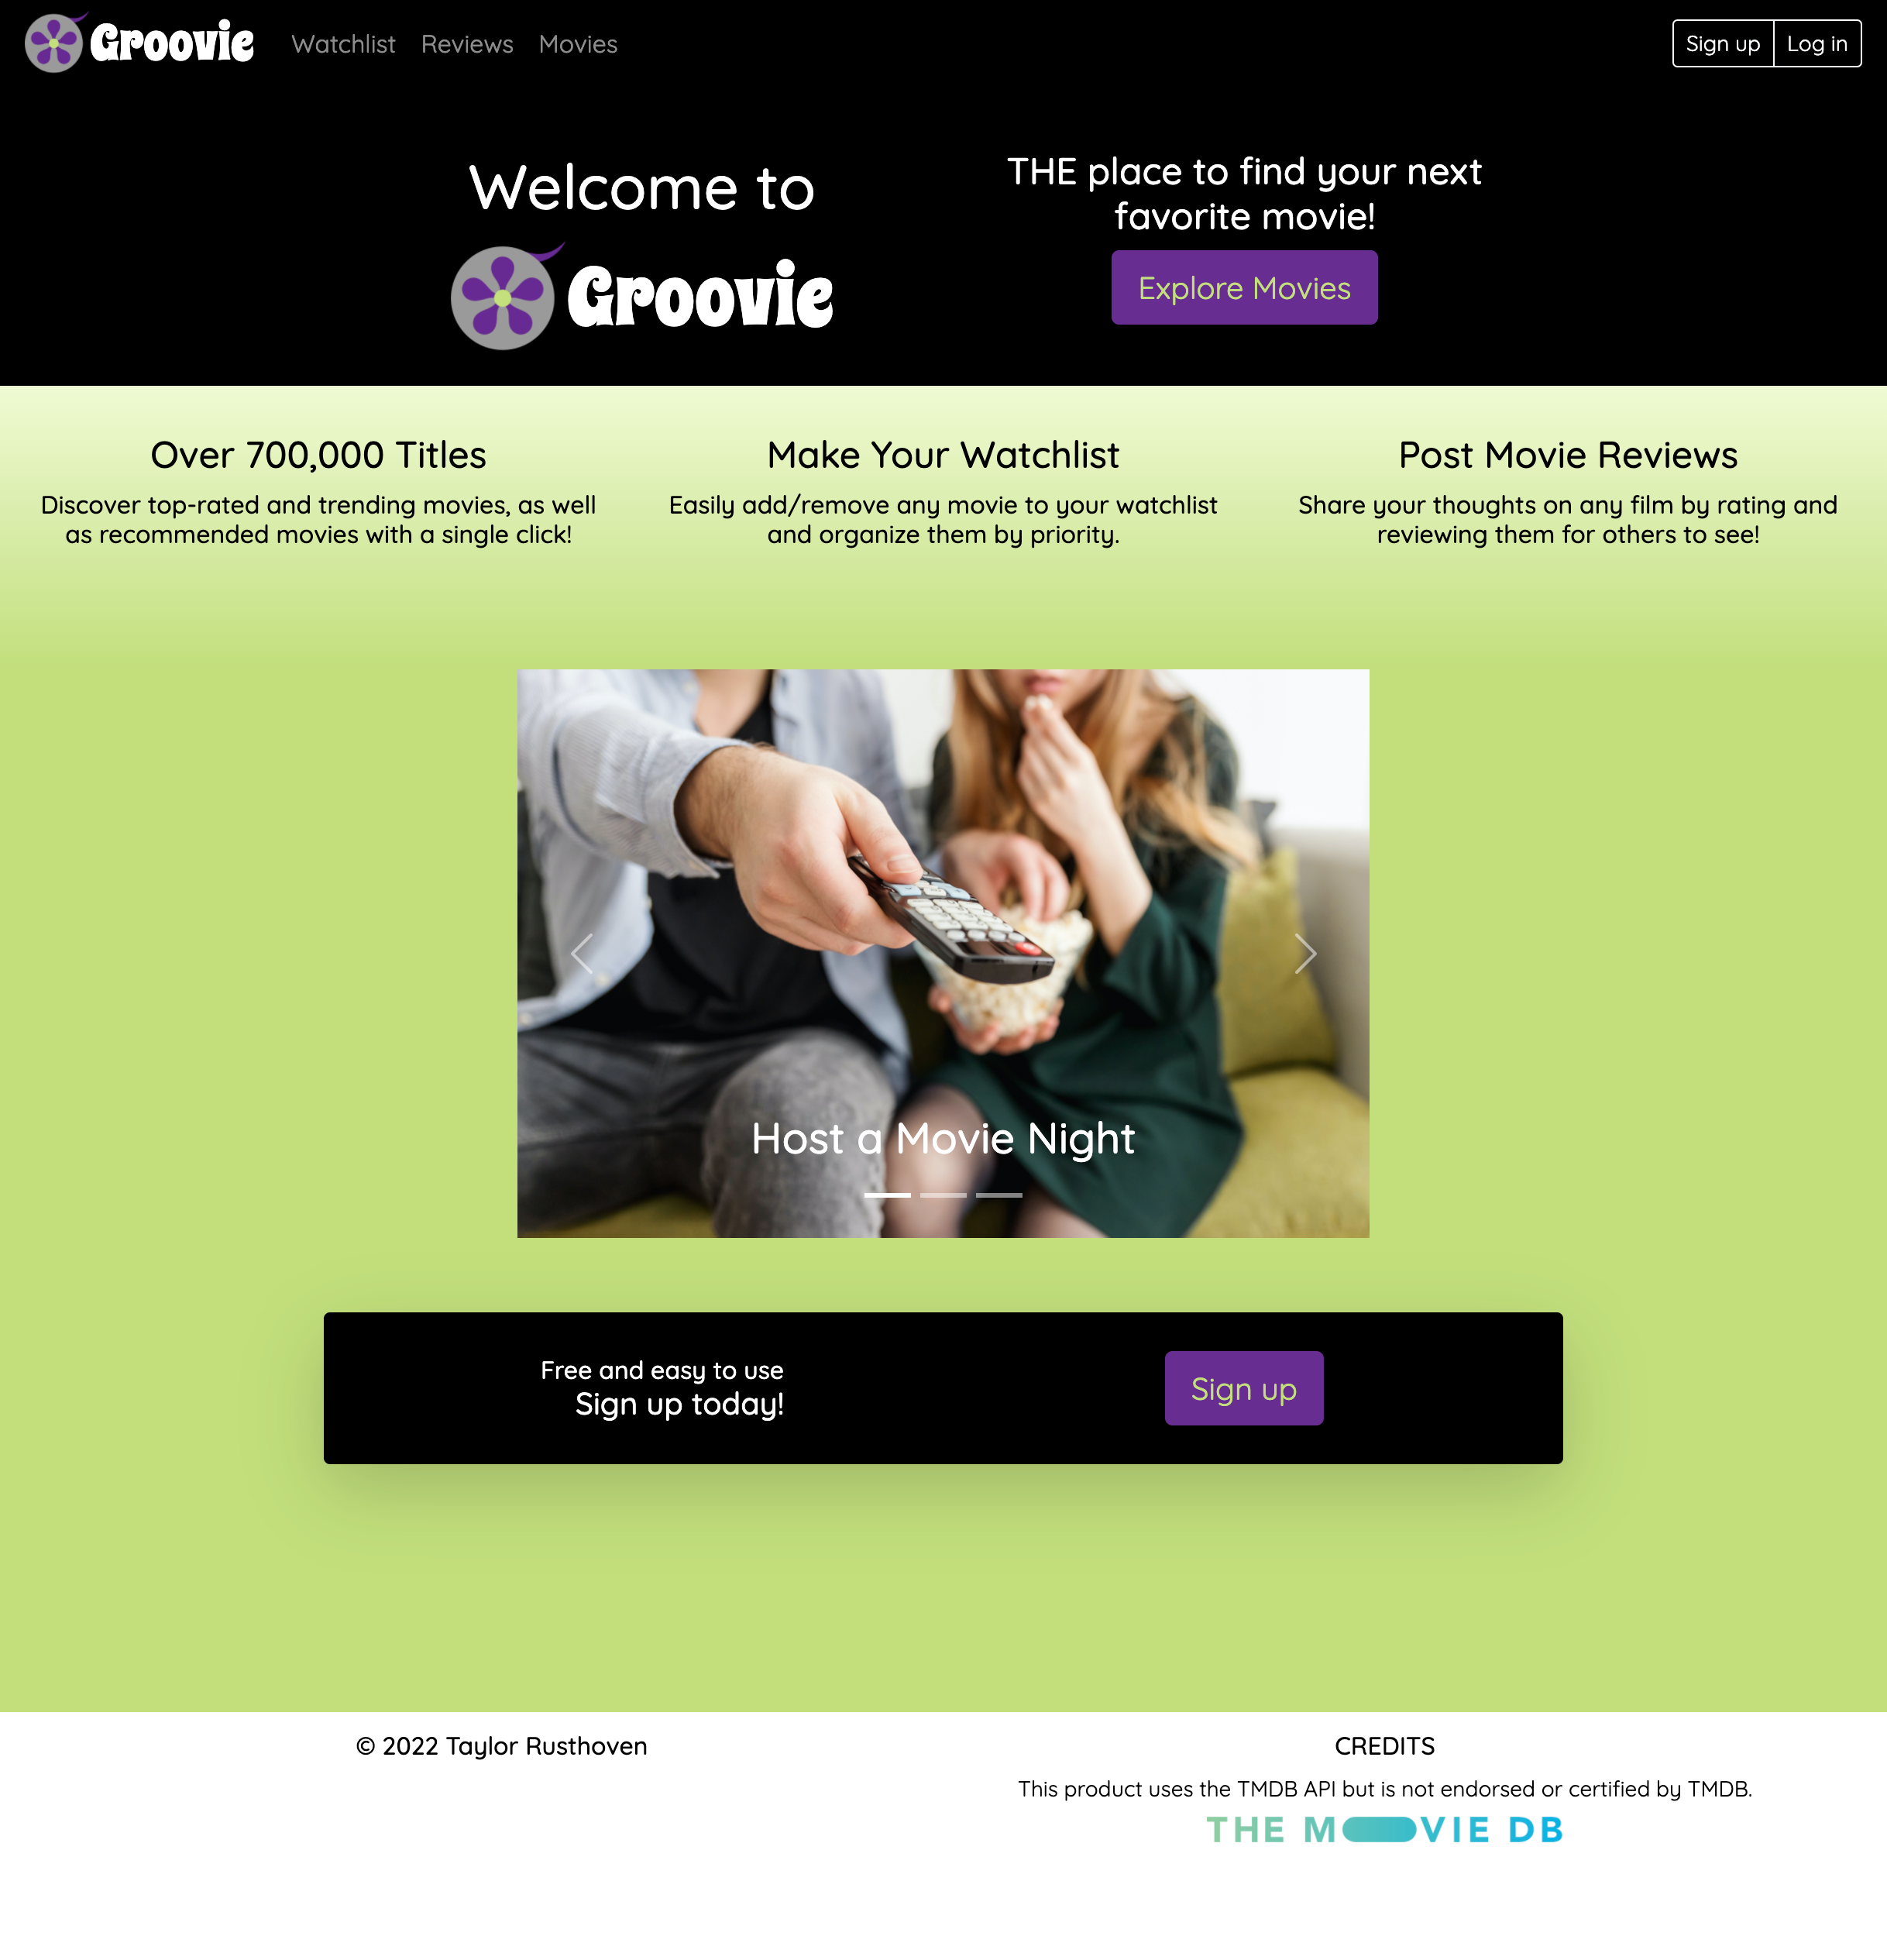 Groovie
Watchlist Reviews Movies
Sign up Log in
Welcome to
Groovie
THE place to find your next
favorite movie!
Explore Movies
Over 700,000 Titles
Discover top-rated and trending movies, as well
as recommended movies with a single click!
Make Your Watchlist
Easily add/remove any movie to your watchlist
and organize them by priority.
Post Movie Reviews
Share your thoughts on any film by rating and
reviewing them for others to see!
Host a Movie Night
Free and easy to use
Sign up today!
Sign up
© 2022 Taylor Rusthoven
CREDITS
This product uses the TMDB API but is not endorsed or certified by TMDB.
THE MOVIE DB